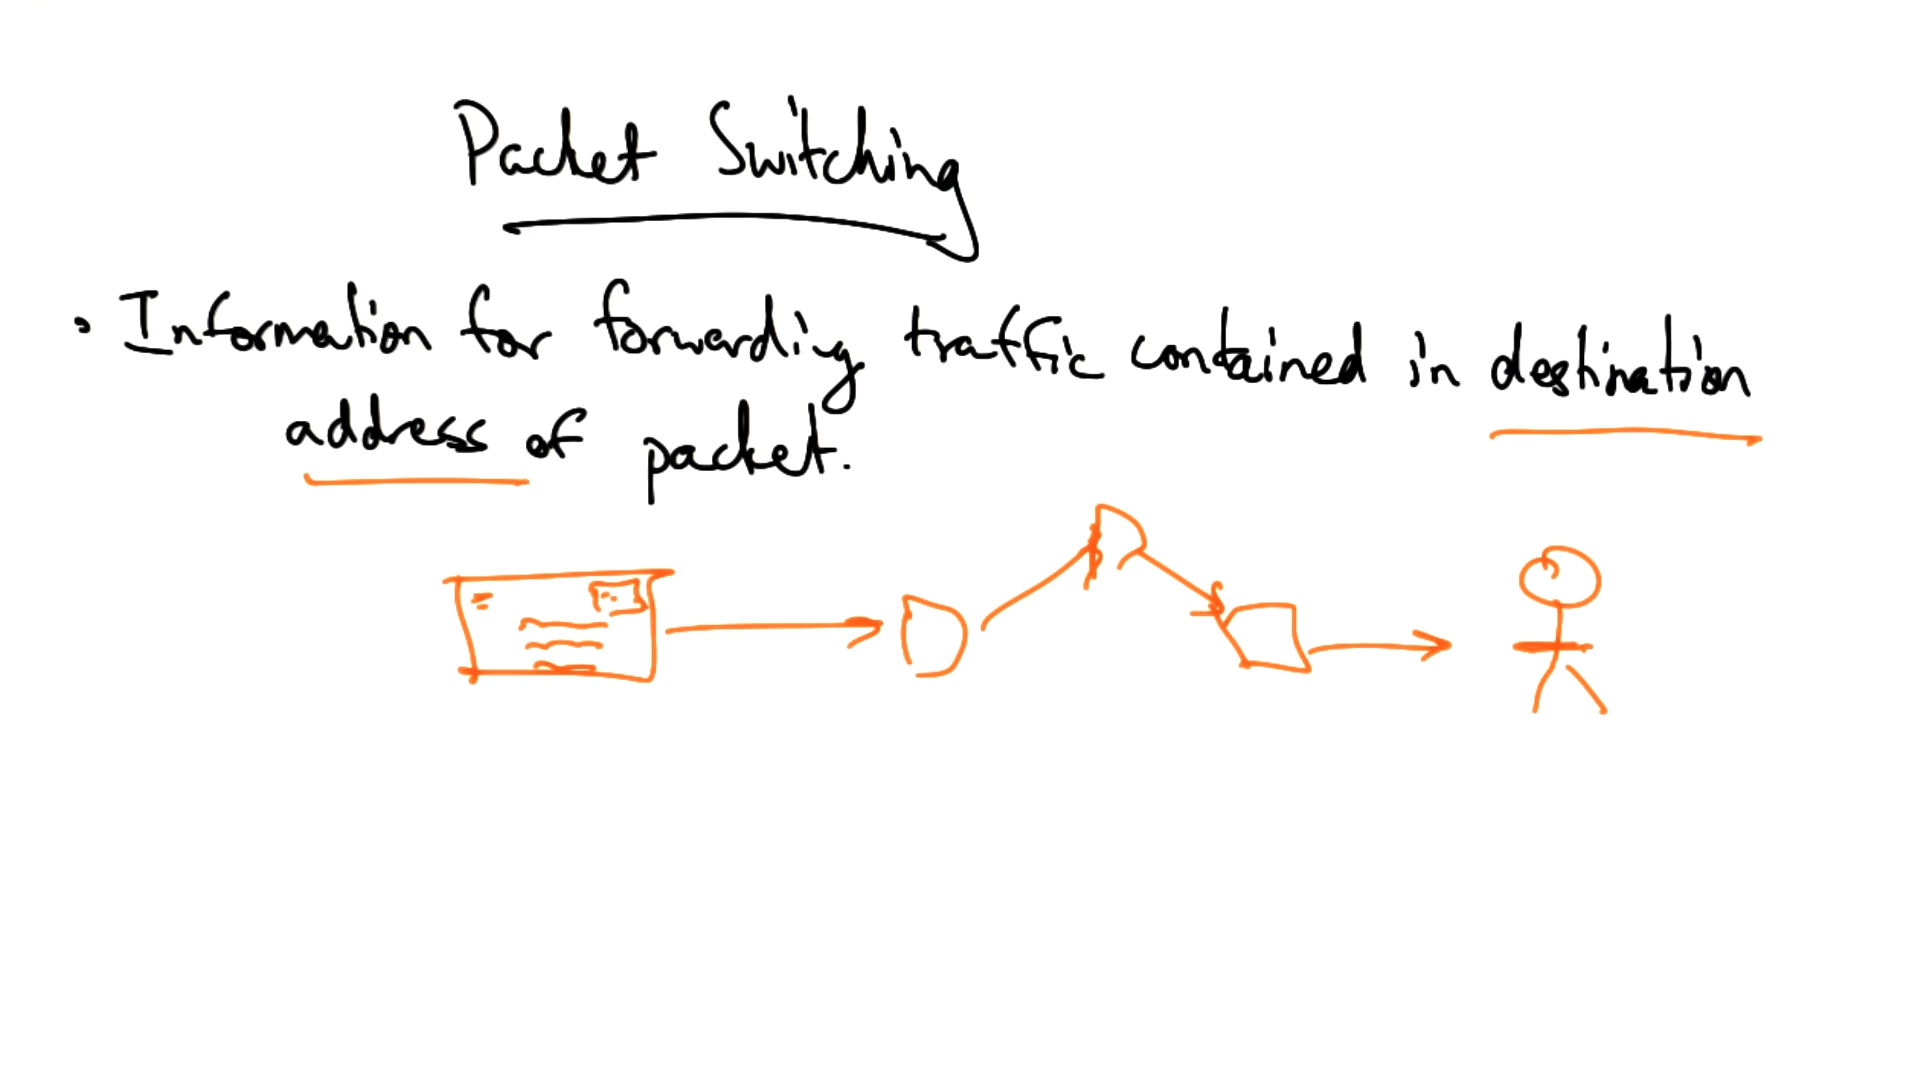 Packet Switching
• Information for forwarding traffic contained in destination
address of packet.